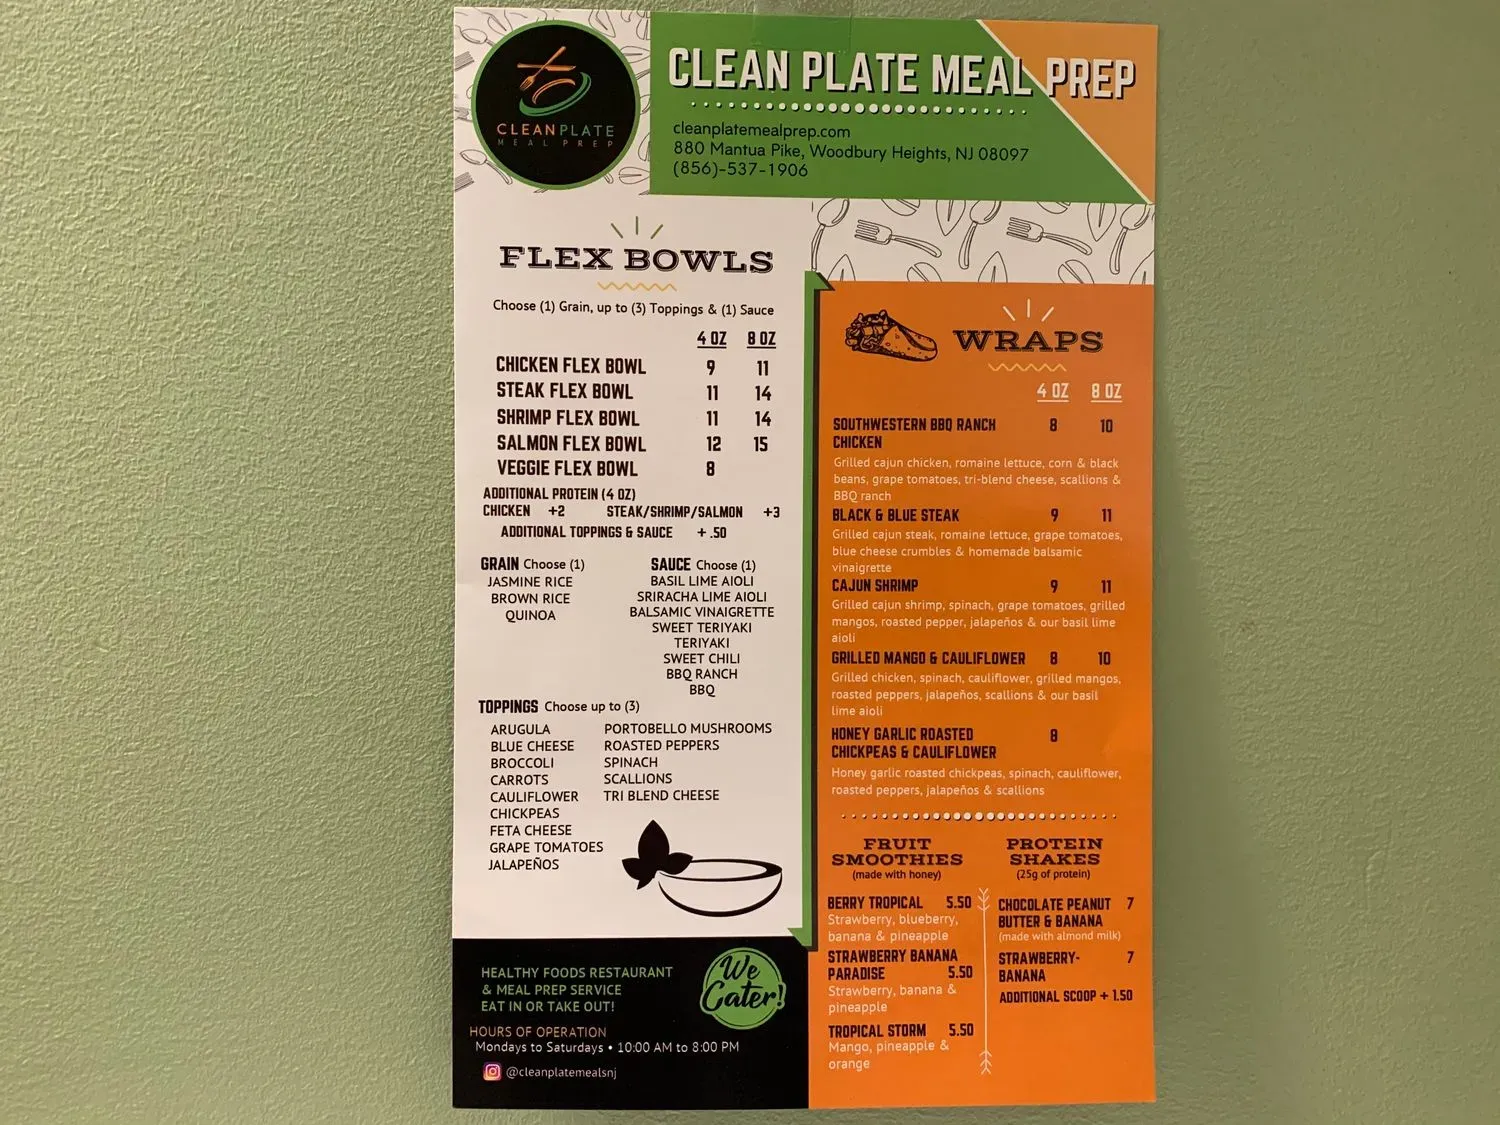 CLEANPLATE
MEAL PREP
CLEAN PLATE MEAL PREP
cleanplatemealprep.com
880 Mantua Pike, Woodbury Heights, NJ 08097
(856)-537-1906
FLEX BOWLS
Choose (1) Grain, up to (3) Toppings & (1) Sauce
4 OZ 8 OZ
CHICKEN FLEX BOWL 9 11
STEAK FLEX BOWL 11 14
SHRIMP FLEX BOWL 11 14
SALMON FLEX BOWL 12 15
VEGGIE FLEX BOWL 8
ADDITIONAL PROTEIN (4 OZ)
CHICKEN +2 STEAK/SHRIMP/SALMON +3
ADDITIONAL TOPPINGS & SAUCE + .50
GRAIN Choose (1)
JASMINE RICE
BROWN RICE
QUINOA
SAUCE Choose (1)
BASIL LIME AIOLI
SRIRACHA LIME AIOLI
BALSAMIC VINAIGRETTE
SWEET TERIYAKI
TERIYAKI
SWEET CHILI
BBQ RANCH
BBQ
TOPPINGS Choose up to (3)
ARUGULA
BLUE CHEESE
BROCCOLI
CARROTS
CAULIFLOWER
CHICKPEAS
FETA CHEESE
GRAPE TOMATOES
JALAPEÑOS
PORTOBELLO MUSHROOMS
ROASTED PEPPERS
SPINACH
SCALLIONS
TRI BLEND CHEESE
HEALTHY FOODS RESTAURANT
& MEAL PREP SERVICE
EAT IN OR TAKE OUT!
We
Cater!
HOURS OF OPERATION
Mondays to Saturdays • 10:00 AM to 8:00 PM
@cleanplatemealsnj
WRAPS
4 OZ 8 OZ
SOUTHWESTERN BBQ RANCH 8 10
CHICKEN
Grilled cajun chicken, romaine lettuce, corn & black
beans, grape tomatoes, tri-blend cheese, scallions &
BBQ ranch
BLACK & BLUE STEAK 9 11
Grilled cajun steak, romaine lettuce, grape tomatoes,
blue cheese crumbles & homemade balsamic
vinaigrette
CAJUN SHRIMP 9 11
Grilled cajun shrimp, spinach, grape tomatoes, grilled
mangos, roasted pepper, jalapeños & our basil lime
aioli
GRILLED MANGO & CAULIFLOWER 8 10
Grilled chicken, spinach, cauliflower, grilled mangos,
roasted peppers, jalapeños, scallions & our basil
lime aioli
HONEY GARLIC ROASTED 8
CHICKPEAS & CAULIFLOWER
Honey garlic roasted chickpeas, spinach, cauliflower,
roasted peppers, jalapeños & scallions
FRUIT
SMOOTHIES
(made with honey)
BERRY TROPICAL 5.50
Strawberry, blueberry,
banana & pineapple
STRAWBERRY BANANA
PARADISE 5.50
Strawberry, banana &
pineapple
TROPICAL STORM 5.50
Mango, pineapple &
orange
PROTEIN
SHAKES
(25g of protein)
CHOCOLATE PEANUT 7
BUTTER & BANANA
(made with almond milk)
STRAWBERRY- 7
BANANA
ADDITIONAL SCOOP + 1.50